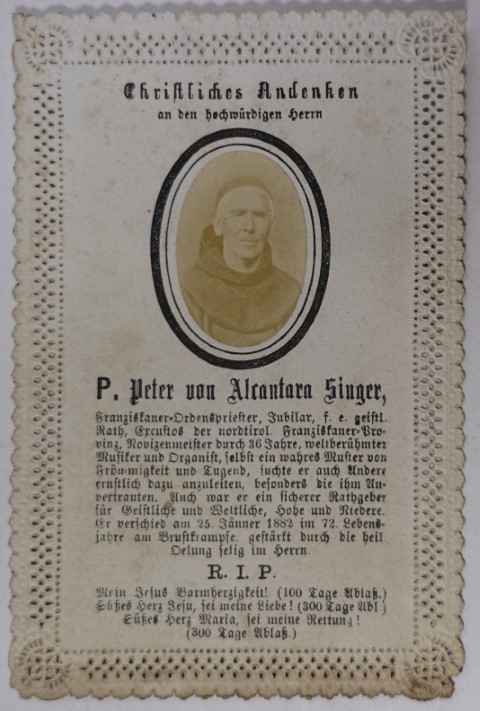 Christliches Andenken
an den hochwürdigen Herrn
P. Peter von Alcantara Singer,
Franziskaner-Ordenspriester, Jubilar, f. e. geistl.
Rath, Excustos der nordtirol. Franziskaner-Pro-
vinz, Novizenmeister durch 36 Jahre, weltberühmter
Musiker und Organist, selbst ein wahres Muster von
Frömmigkeit und Tugend, suchte er auch Andere
ernstlich dazu anzuleiten, besonders die ihm An-
vertrauten. Auch war er ein sicherer Rathgeber
für Geistliche und Weltliche, Hohe und Niedere.
Er verschied am 25. Jänner 1882 im 72. Lebens-
jahre am Brustkrampfe, gestärkt durch die heil.
Oelung selig im Herrn.
R. I. P.
Mein Jesus Barmherzigkeit! (100 Tage Ablaß.)
Süßes Herz Jesu, sei meine Liebe! (300 Tage Abl)
Süßes Herz Maria, sei meine Rettung!
(300 Tage Ablaß.)